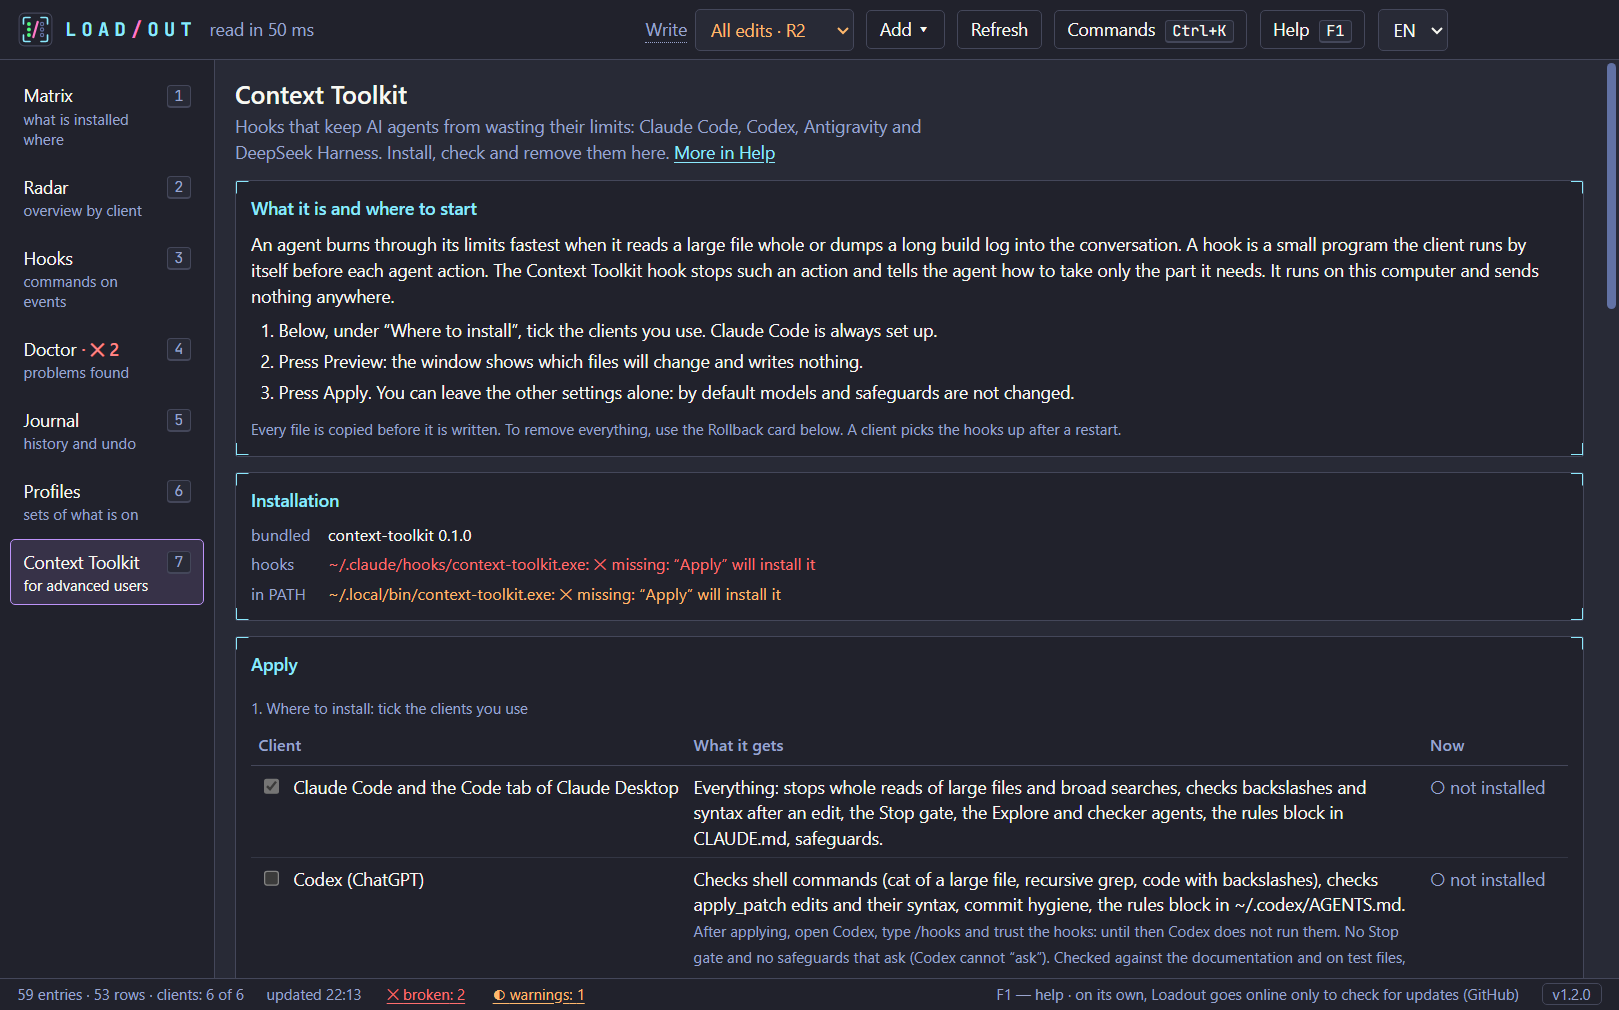 LOAD/OUT read in 50 ms Write All edits · R2 Add ▾ Refresh Commands Ctrl+K Help F1 EN
Matrix 1
what is installed
where
Radar 2
overview by client
Hooks 3
commands on
events
Doctor · ✕ 2 4
problems found
Journal 5
history and undo
Profiles 6
sets of what is on
Context Toolkit 7
for advanced users
Context Toolkit
Hooks that keep AI agents from wasting their limits: Claude Code, Codex, Antigravity and
DeepSeek Harness. Install, check and remove them here. More in Help
What it is and where to start
An agent burns through its limits fastest when it reads a large file whole or dumps a long build log into the conversation. A hook is a small program the client runs by
itself before each agent action. The Context Toolkit hook stops such an action and tells the agent how to take only the part it needs. It runs on this computer and sends
nothing anywhere.
1. Below, under “Where to install”, tick the clients you use. Claude Code is always set up.
2. Press Preview: the window shows which files will change and writes nothing.
3. Press Apply. You can leave the other settings alone: by default models and safeguards are not changed.
Every file is copied before it is written. To remove everything, use the Rollback card below. A client picks the hooks up after a restart.
Installation
bundled context-toolkit 0.1.0
hooks ~/.claude/hooks/context-toolkit.exe: ✕ missing: “Apply” will install it
in PATH ~/.local/bin/context-toolkit.exe: ✕ missing: “Apply” will install it
Apply
1. Where to install: tick the clients you use
Client What it gets Now
Claude Code and the Code tab of Claude Desktop Everything: stops whole reads of large files and broad searches, checks backslashes and ○ not installed
syntax after an edit, the Stop gate, the Explore and checker agents, the rules block in
CLAUDE.md, safeguards.
Codex (ChatGPT) Checks shell commands (cat of a large file, recursive grep, code with backslashes), checks ○ not installed
apply_patch edits and their syntax, commit hygiene, the rules block in ~/.codex/AGENTS.md.
After applying, open Codex, type /hooks and trust the hooks: until then Codex does not run them. No Stop
gate and no safeguards that ask (Codex cannot “ask”). Checked against the documentation and on test files,
59 entries · 53 rows · clients: 6 of 6 updated 22:13 ✕ broken: 2 ◐ warnings: 1 F1 — help · on its own, Loadout goes online only to check for updates (GitHub) v1.2.0